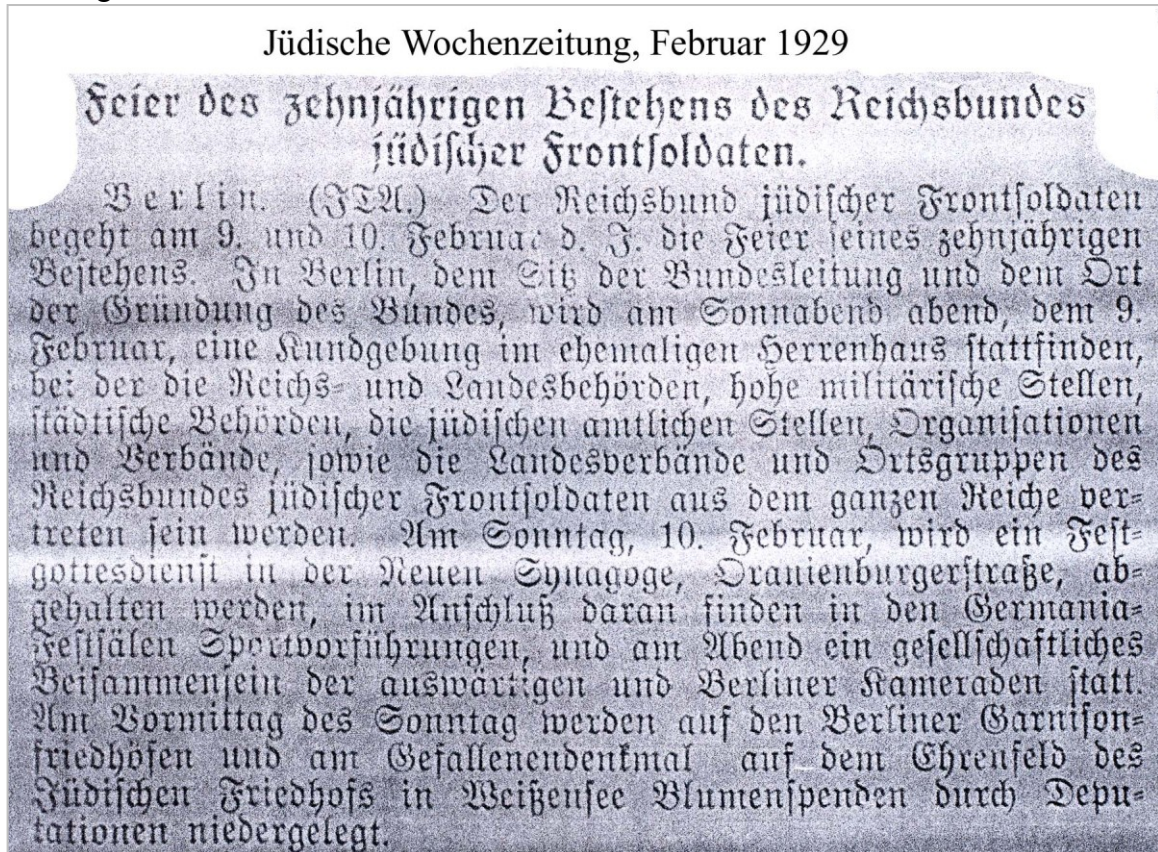 Jüdische Wochenzeitung, Februar 1929
Feier des zehnjährigen Bestehens des Reichsbundes
jüdischer Frontsoldaten.
Berlin. (JTA.) Der Reichsbund jüdischer Frontsoldaten
begeht am 9. und 10. Februar d. J. die Feier seines zehnjährigen
Bestehens. In Berlin, dem Sitz der Bundesleitung und dem Ort
der Gründung des Bundes, wird am Sonnabend abend, dem 9.
Februar, eine Kundgebung im ehemaligen Herrenhaus stattfinden,
bei der die Reichs- und Landesbehörden, hohe militärische Stellen,
städtische Behörden, die jüdischen amtlichen Stellen, Organisationen
und Verbände, sowie die Landesverbände und Ortsgruppen des
Reichsbundes jüdischer Frontsoldaten aus dem ganzen Reiche ver-
treten sein werden. Am Sonntag, 10. Februar, wird ein Fest-
gottesdienst in der Neuen Synagoge, Oranienburgerstraße, ab-
gehalten werden, im Anschluß daran finden in den Germania-
Festsälen Sportvorführungen, und am Abend ein gesellschaftliches
Beisammensein der auswärtigen und Berliner Kameraden statt.
Am Vormittag des Sonntag werden auf den Berliner Garnison-
friedhöfen und am Gefallenendenkmal auf dem Ehrenfeld des
Jüdischen Friedhofs in Weißensee Blumenspenden durch Depu-
tationen niedergelegt.